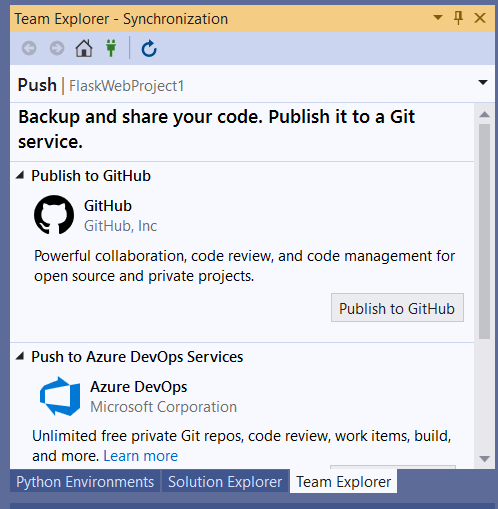 Team Explorer - Synchronization
Push | FlaskWebProject1
Backup and share your code. Publish it to a Git
service.
Publish to GitHub
GitHub
GitHub, Inc
Powerful collaboration, code review, and code management for
open source and private projects.
Publish to GitHub
Push to Azure DevOps Services
Azure DevOps
Microsoft Corporation
Unlimited free private Git repos, code review, work items, build,
and more. Learn more
Python Environments Solution Explorer Team Explorer